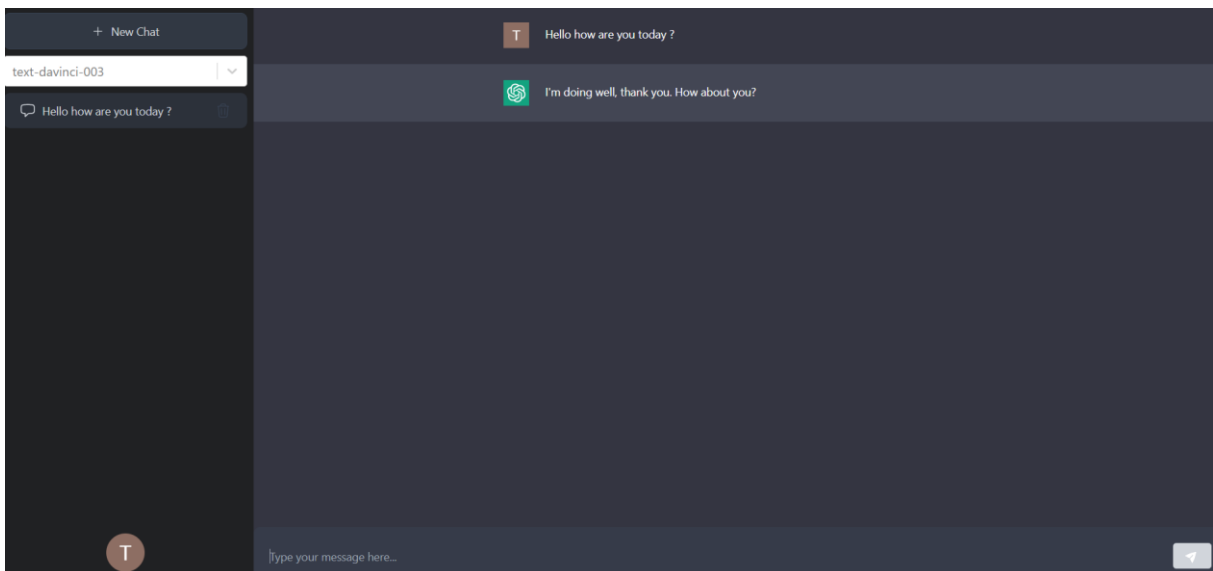 + New Chat
text-davinci-003
Hello how are you today ?
T
T
Hello how are you today ?
I'm doing well, thank you. How about you?
Type your message here...